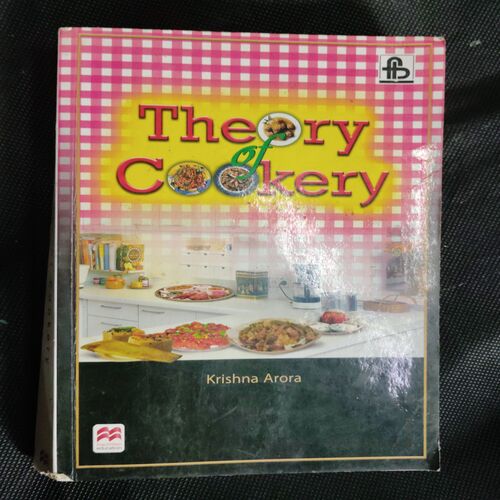 Theory
of
Cookery
Krishna Arora